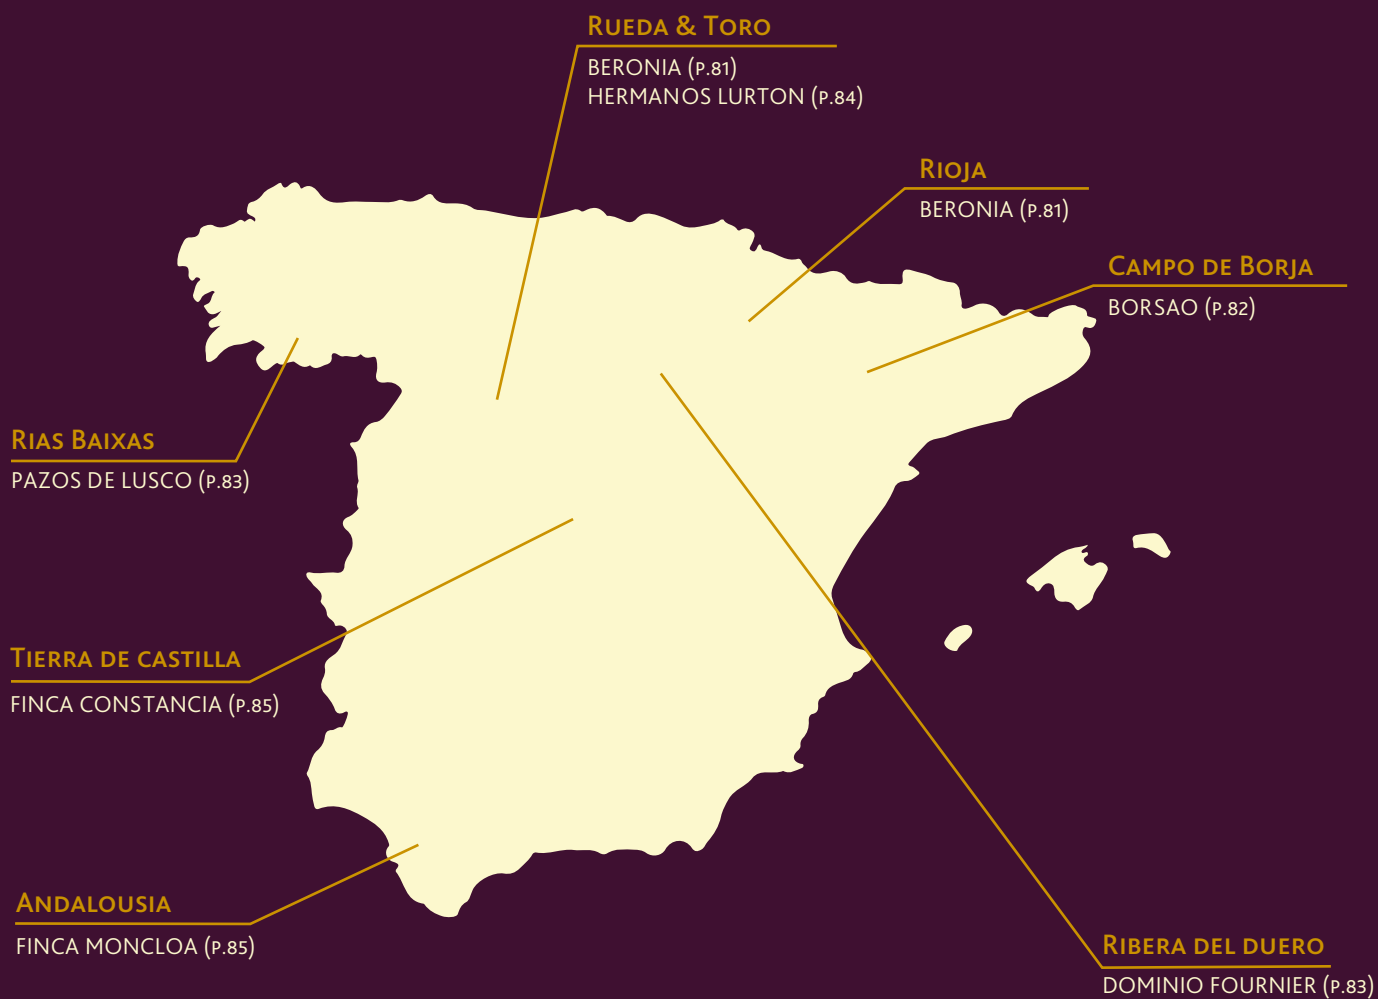 Rueda & Toro
BERONIA (P.81)
HERMANOS LURTON (P.84)
Rioja
BERONIA (P.81)
Campo de Borja
BORSAO (P.82)
Rias Baixas
PAZOS DE LUSCO (P.83)
Tierra de castilla
FINCA CONSTANCIA (P.85)
Andalousia
FINCA MONCLOA (P.85)
Ribera del duero
DOMINIO FOURNIER (P.83)